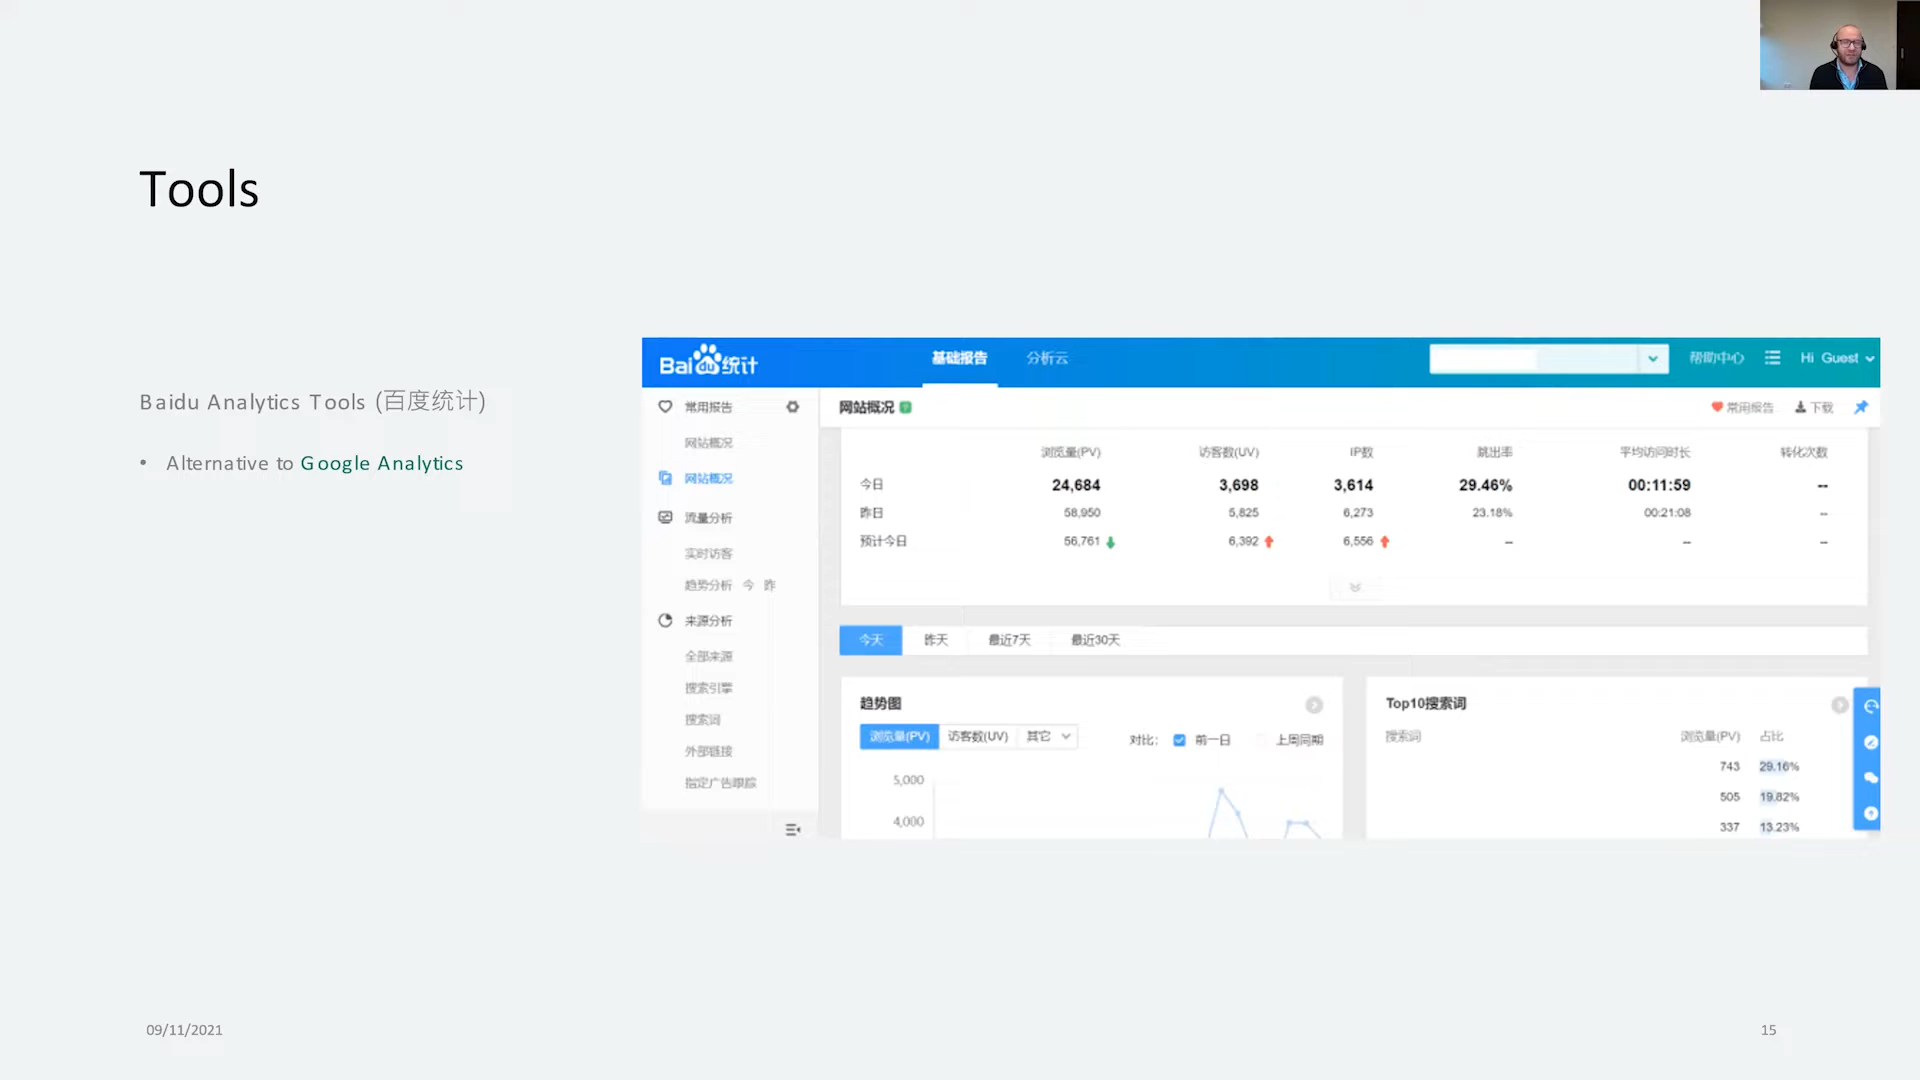 Tools
Baidu Analytics Tools (百度统计)
• Alternative to Google Analytics
Bai du 统计 基础报告 分析云 帮助中心 Hi Guest
常用报告
网站概况
网站概况
流量分析
实时访客
趋势分析 今 昨
来源分析
全部来源
搜索引擎
搜索词
外部链接
指定广告跟踪
网站概况 常用报告 下载
浏览量(PV) 访客数(UV) IP数 跳出率 平均访问时长 转化次数
今日 24,684 3,698 3,614 29.46% 00:11:59 --
昨日 58,950 5,825 6,273 23.18% 00:21:08 --
预计今日 56,761 6,392 6,556 -- -- --
今天 昨天 最近7天 最近30天
趋势图
浏览量(PV) 访客数(UV) 其它 对比: 前一日 上周同期
5,000
4,000
Top10搜索词
搜索词 浏览量(PV) 占比
743 29.16%
505 19.82%
337 13.23%
09/11/2021
15